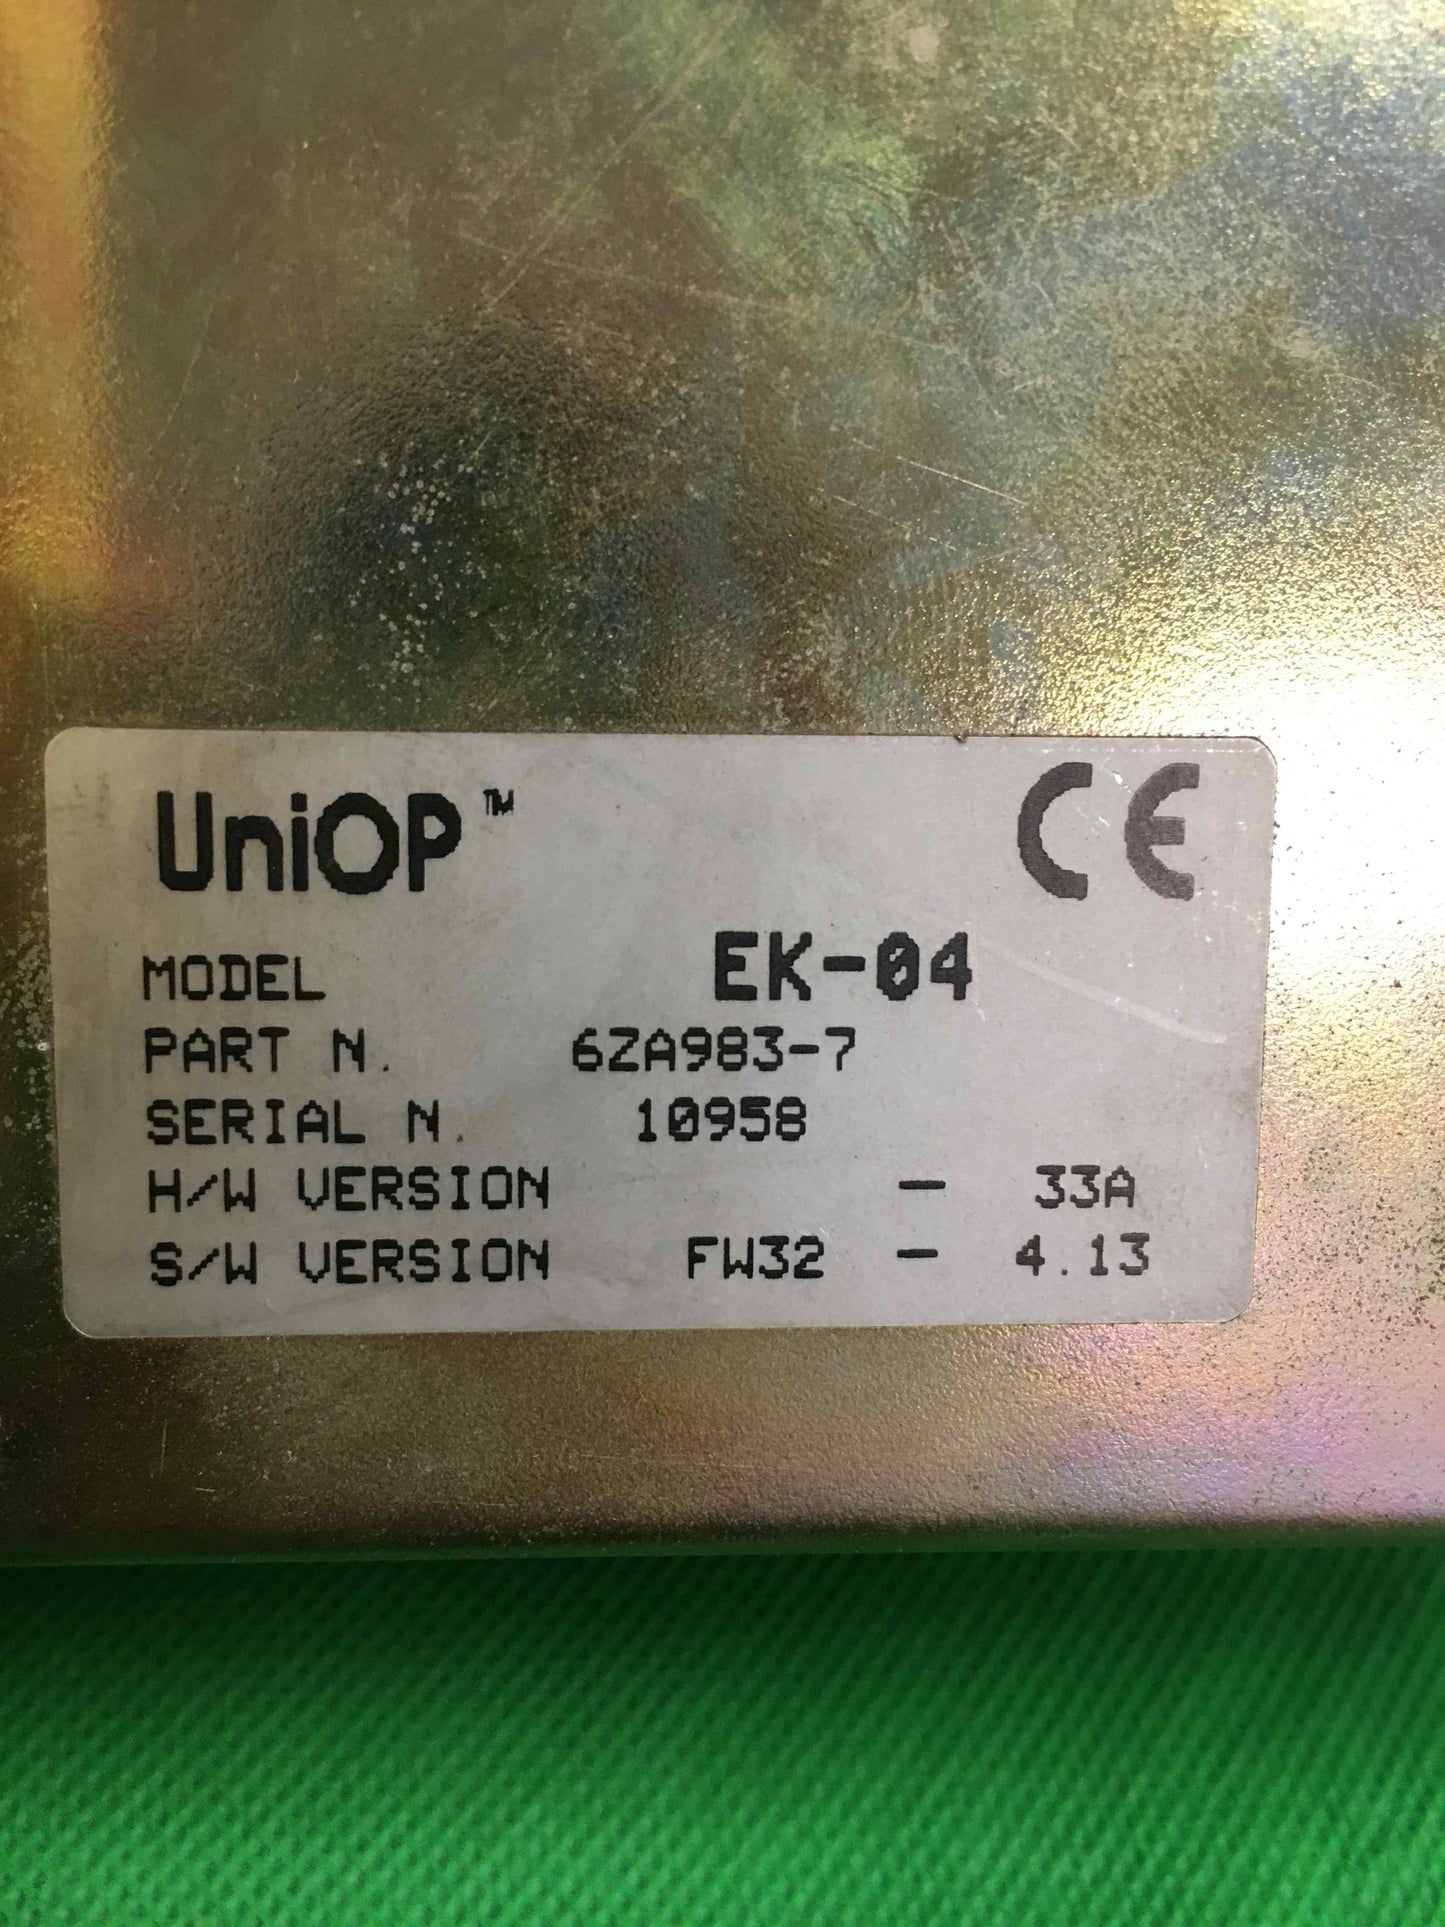 UniOP™ CE
MODEL EK-04
PART N. 6ZA983-7
SERIAL N. 10958
H/W VERSION - 33A
S/W VERSION FW32 - 4.13